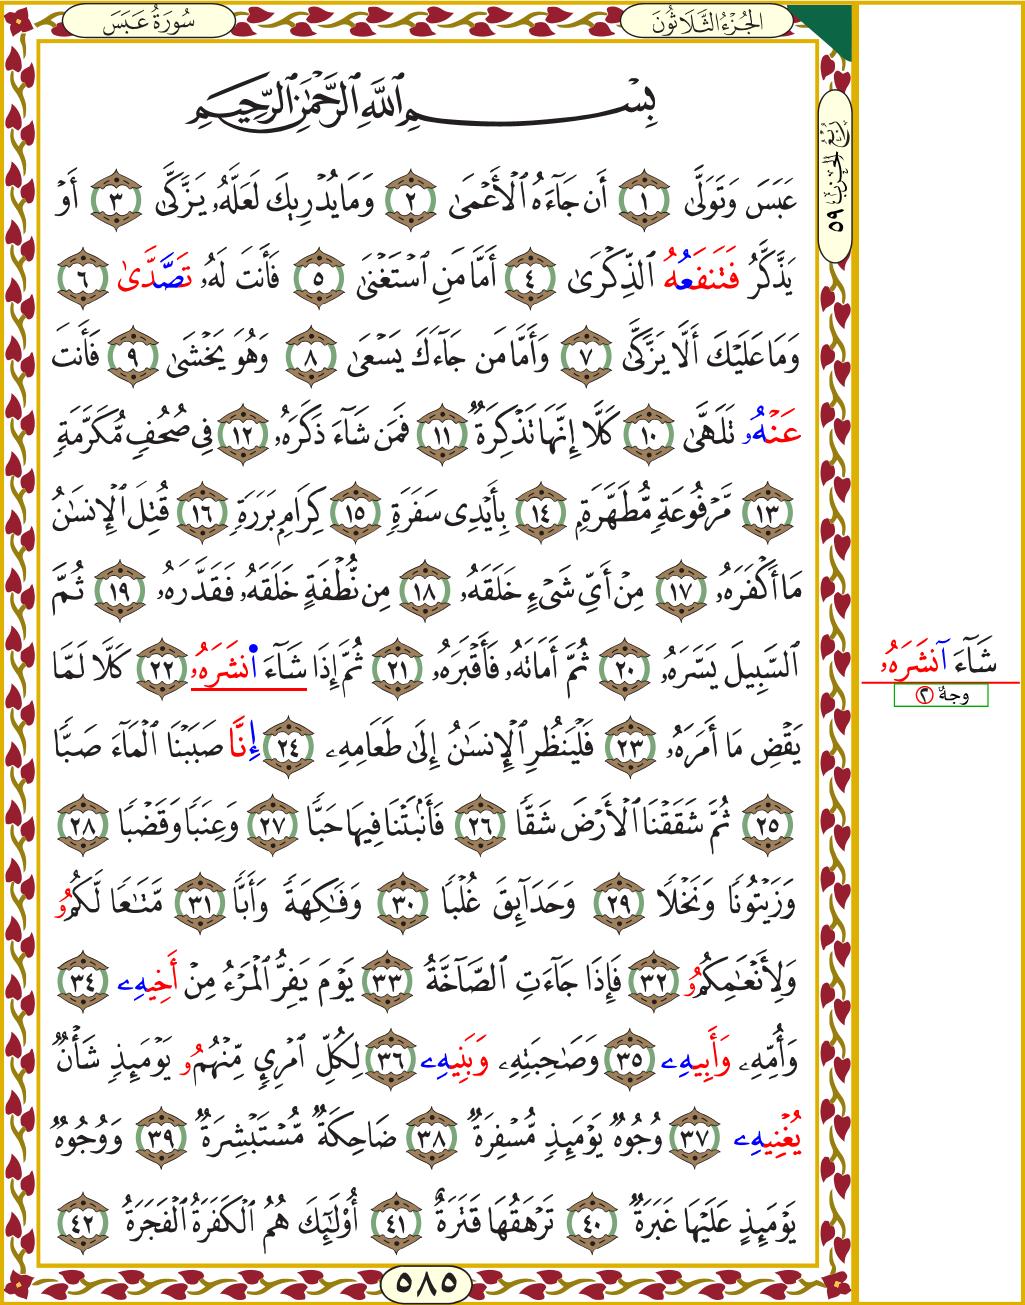 الجُزْءُ الثَّلَاثُونَ
سُورَةُ عَبَسَ
بِسْمِ ٱللَّهِ ٱلرَّحْمَٰنِ ٱلرَّحِيمِ
عَبَسَ وَتَوَلَّىٰ ١ أَن جَآءَهُ ٱلْأَعْمَىٰ ٢ وَمَا يُدْرِيكَ لَعَلَّهُۥ يَزَّكَّىٰ ٣ أَوْ
يَذَّكَّرُ فَتَنفَعُهُ ٱلذِّكْرَىٰ ٤ أَمَّا مَنِ ٱسْتَغْنَىٰ ٥ فَأَنتَ لَهُۥ تَصَّدَّىٰ ٦
وَمَا عَلَيْكَ أَلَّا يَزَّكَّىٰ ٧ وَأَمَّا مَن جَآءَكَ يَسْعَىٰ ٨ وَهُوَ يَخْشَىٰ ٩ فَأَنتَ
عَنْهُۥ تَلَهَّىٰ ١٠ كَلَّآ إِنَّهَا تَذْكِرَةٌ ١١ فَمَن شَآءَ ذَكَرَهُۥ ١٢ فِى صُحُفٍ مُّكَرَّمَةٍ
١٣ مَّرْفُوعَةٍ مُّطَهَّرَةٍۭ ١٤ بِأَيْدِى سَفَرَةٍ ١٥ كِرَامٍۭ بَرَرَةٍ ١٦ قُتِلَ ٱلْإِنسَٰنُ
مَآ أَكْفَرَهُۥ ١٧ مِنْ أَىِّ شَىْءٍ خَلَقَهُۥ ١٨ مِن نُّطْفَةٍ خَلَقَهُۥ فَقَدَّرَهُۥ ١٩ ثُمَّ
ٱلسَّبِيلَ يَسَّرَهُۥ ٢٠ ثُمَّ أَمَاتَهُۥ فَأَقْبَرَهُۥ ٢١ ثُمَّ إِذَا شَآءَ ا۬نشَرَهُۥ ٢٢ كَلَّا لَمَّا
يَقْضِ مَآ أَمَرَهُۥ ٢٣ فَلْيَنظُرِ ٱلْإِنسَٰنُ إِلَىٰ طَعَامِهِۦٓ ٢٤ إِنَّا صَبَبْنَا ٱلْمَآءَ صَبًّا
٢٥ ثُمَّ شَقَقْنَا ٱلْأَرْضَ شَقًّا ٢٦ فَأَنۢبَتْنَا فِيهَا حَبًّا ٢٧ وَعِنَبًا وَقَضْبًا ٢٨
وَزَيْتُونًا وَنَخْلًا ٢٩ وَحَدَآئِقَ غُلْبًا ٣٠ وَفَٰكِهَةً وَأَبًّا ٣١ مَّتَٰعًا لَّكُمُۥ
وَلِأَنْعَٰمِكُمُۥ ٣٢ فَإِذَا جَآءَتِ ٱلصَّآخَّةُ ٣٣ يَوْمَ يَفِرُّ ٱلْمَرْءُ مِنْ أَخِيهِۦ ٣٤
وَأُمِّهِۦ وَأَبِيهِۦ ٣٥ وَصَٰحِبَتِهِۦ وَبَنِيهِۦ ٣٦ لِكُلِّ ٱمْرِئٍ مِّنْهُمُۥ يَوْمَئِذٍ شَأْنٌ
يُغْنِيهِۦ ٣٧ وُجُوهٌ يَوْمَئِذٍ مُّسْفِرَةٌ ٣٨ ضَاحِكَةٌ مُّسْتَبْشِرَةٌ ٣٩ وَوُجُوهٌ
يَوْمَئِذٍ عَلَيْهَا غَبَرَةٌ ٤٠ تَرْهَقُهَا قَتَرَةٌ ٤١ أُو۟لَٰٓئِكَ هُمُ ٱلْكَفَرَةُ ٱلْفَجَرَةُ ٤٢
٥٨٥
رُبْعُ الْحِزْبِ ٥٩
شَآءَ آنشَرَهُۥ
وجهٌ ٢